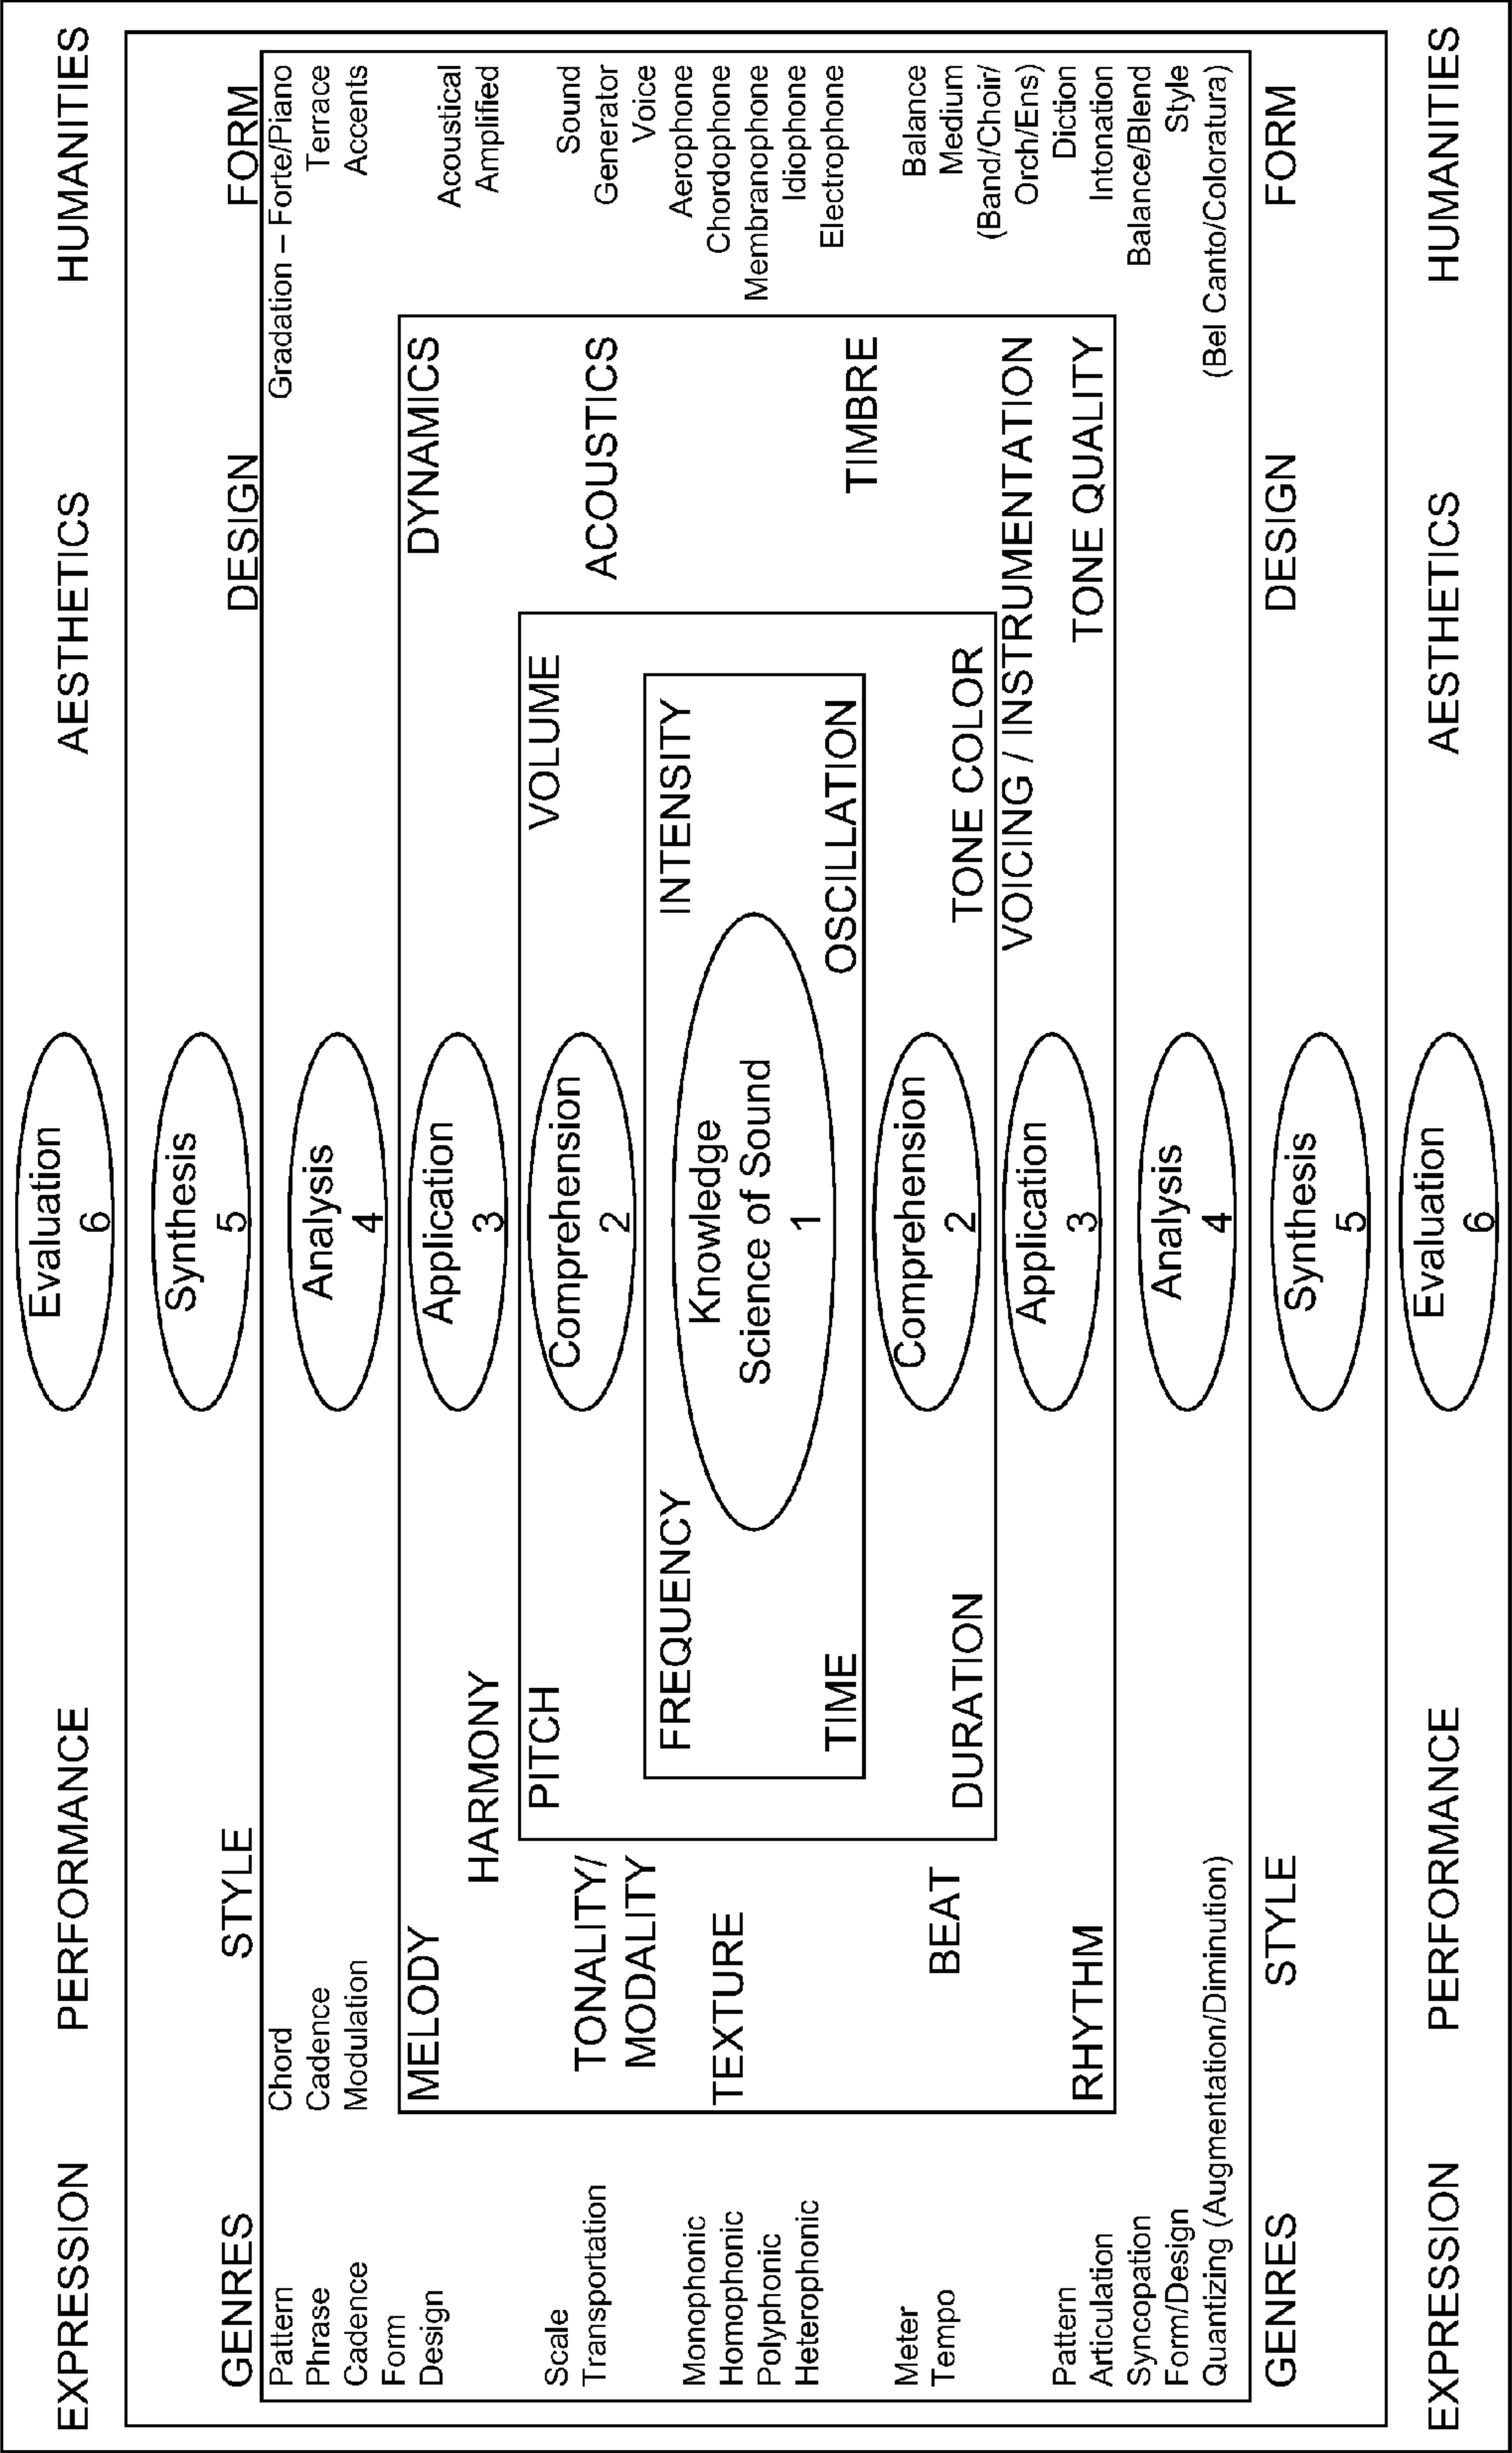 Evaluation
6
EXPRESSION
PERFORMANCE
AESTHETICS
HUMANITIES
Synthesis
5
GENRES
STYLE
DESIGN
FORM
Analysis
4
Pattern
Phrase
Cadence
Form
Design
Chord
Cadence
Modulation
Gradation – Forte/Piano
Terrace
Accents
Application
3
MELODY
HARMONY
DYNAMICS
Acoustical
Amplified
Comprehension
2
PITCH
VOLUME
Scale
Transportation
TONALITY/
MODALITY
ACOUSTICS
Sound
Generator
Voice
Aerophone
Chordophone
Membranophone
Idiophone
Electrophone
FREQUENCY
INTENSITY
Knowledge
Science of Sound
1
Monophonic
Homophonic
Polyphonic
Heterophonic
TEXTURE
TIME
OSCILLATION
TIMBRE
Comprehension
2
Meter
Tempo
BEAT
DURATION
TONE COLOR
Balance
Medium
(Band/Choir/
Orch/Ens)
Diction
Intonation
Balance/Blend
Style
(Bel Canto/Coloratura)
Application
3
VOICING / INSTRUMENTATION
RHYTHM
TONE QUALITY
Pattern
Articulation
Syncopation
Form/Design
Quantizing (Augmentation/Diminution)
Analysis
4
GENRES
STYLE
DESIGN
FORM
Synthesis
5
EXPRESSION
PERFORMANCE
AESTHETICS
HUMANITIES
Evaluation
6